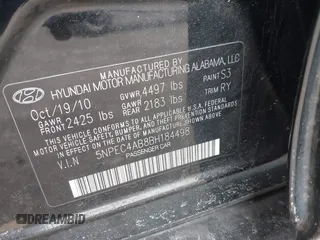 HYUNDAI MOTOR MANUFACTURING ALABAMA, LLC
Oct/19/10 GVWR 4497 lbs PAINT S3
GAWR FRONT 2425 lbs GAWR REAR 2183 lbs TRIM RY
THIS VEHICLE CONFORMS TO ALL APPLICABLE FEDERAL MOTOR VEHICLE SAFETY, BUMPER, AND THEFT PREVENTION STANDARDS IN EFFECT ON THE DATE OF MANUFACTURE SHOWN ABOVE.
V.I.N 5NPEC4AB8BH184498
PASSENGER CAR
DREAMBID